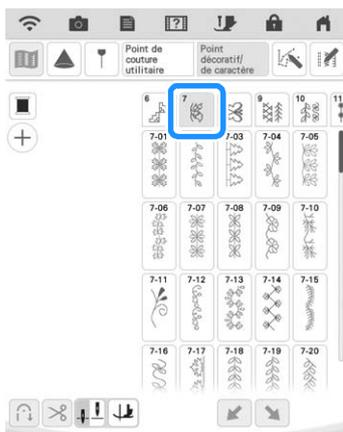 Point de
couture
utilitaire
Point
décoratif/
de caractère
6 7 9 10 11
7-01 7-03 7-04 7-05
7-06 7-07 7-08 7-09 7-10
7-11 7-12 7-13 7-14 7-15
7-16 7-17 7-18 7-19 7-20